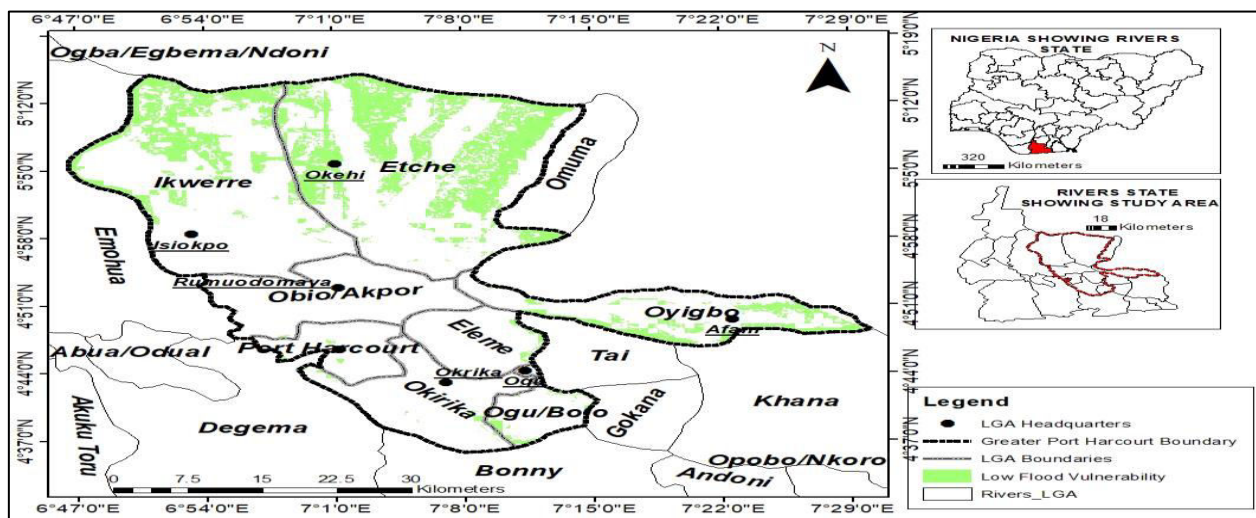 6°47'0"E 6°54'0"E 7°1'0"E 7°8'0"E 7°15'0"E 7°22'0"E 7°29'0"E
Ogba/Egbema/Ndoni
N
5°19'0"N
5°12'0"N
5°12'0"N
5°5'0"N
5°5'0"N
4°58'0"N
4°58'0"N
4°51'0"N
4°51'0"N
4°44'0"N
4°44'0"N
4°37'0"N
4°37'0"N
Okehi
Etche
Omuma
Ikwerre
Isiokpo
Emohua
Rumuodomaya
Obio/Akpor
Oyigbo
Afam
Eleme
Tai
Abua/Odual
Port Harcourt
Okrika
Ogu
Okirika
Ogu/Bolo
Gokana
Khana
Akuku Toru
Degema
Bonny
Opobo/Nkoro
Andoni
0 7.5 15 22.5 30
Kilometers
6°47'0"E 6°54'0"E 7°1'0"E 7°8'0"E 7°15'0"E 7°22'0"E 7°29'0"E
NIGERIA SHOWING RIVERS
STATE
320
Kilometers
RIVERS STATE
SHOWING STUDY AREA
18
Kilometers
Legend
LGA Headquarters
Greater Port Harcourt Boundary
LGA Boundaries
Low Flood Vulnerability
Rivers_LGA